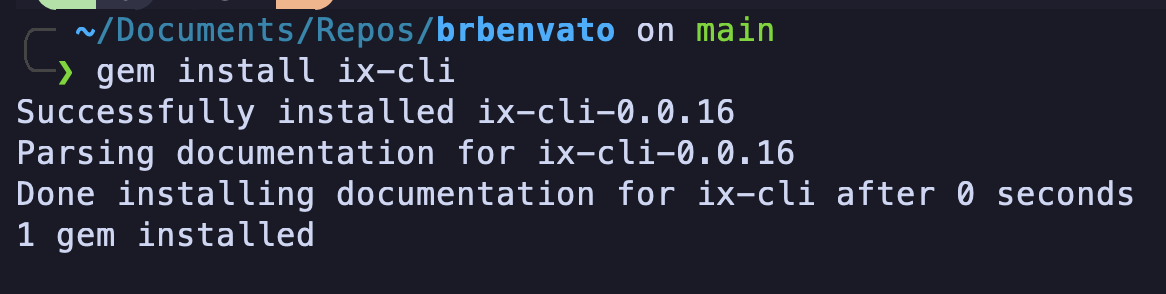 ~/Documents/Repos/brbenvato on main
❯ gem install ix-cli
Successfully installed ix-cli-0.0.16
Parsing documentation for ix-cli-0.0.16
Done installing documentation for ix-cli after 0 seconds
1 gem installed